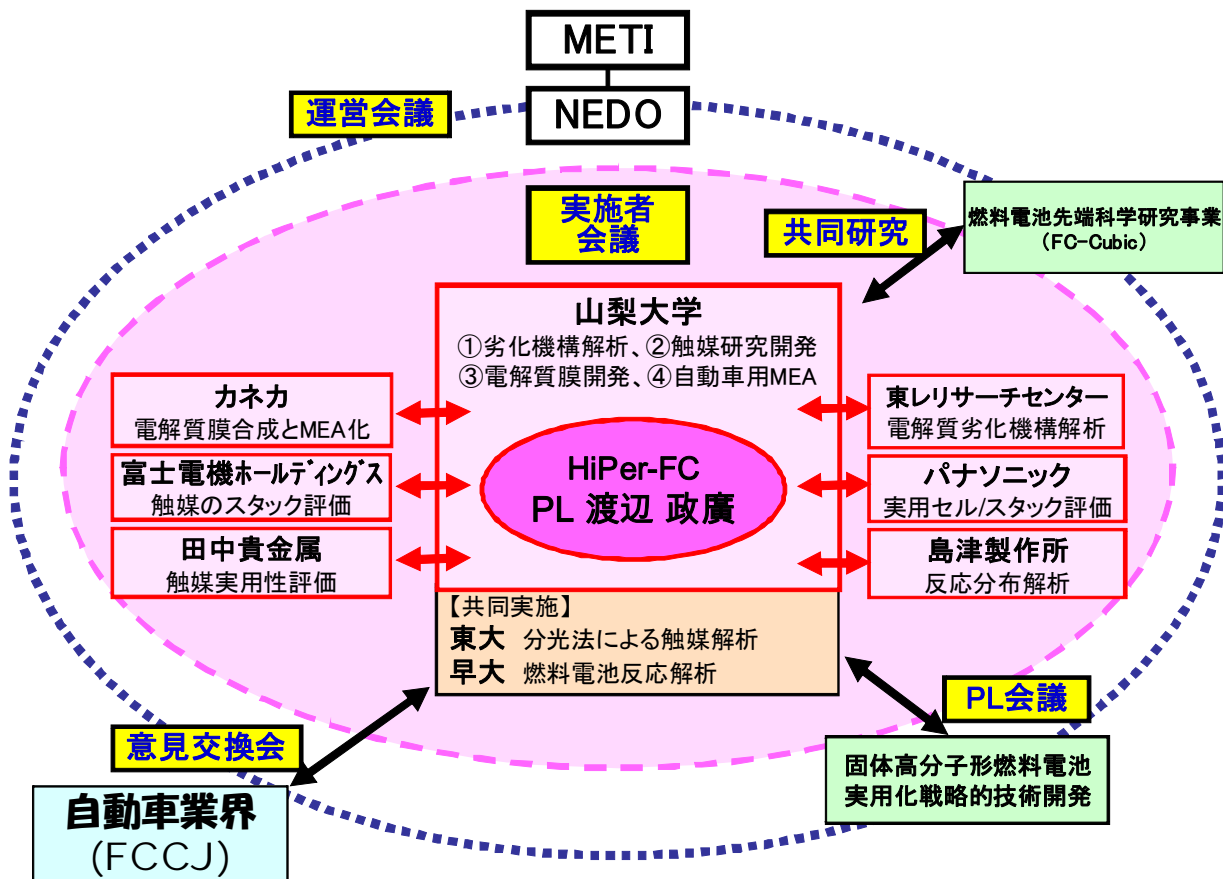 METI
NEDO
運営会議
実施者
会議
共同研究
燃料電池先端科学研究事業
(FC-Cubic)
山梨大学
①劣化機構解析、②触媒研究開発
③電解質膜開発、④自動車用MEA
カネカ
電解質膜合成とMEA化
富士電機ホールディングス
触媒のスタック評価
田中貴金属
触媒実用性評価
HiPer-FC
PL 渡辺 政廣
東レリサーチセンター
電解質劣化機構解析
パナソニック
実用セル/スタック評価
島津製作所
反応分布解析
【共同実施】
東大 分光法による触媒解析
早大 燃料電池反応解析
PL会議
意見交換会
固体高分子形燃料電池
実用化戦略的技術開発
自動車業界
(FCCJ)